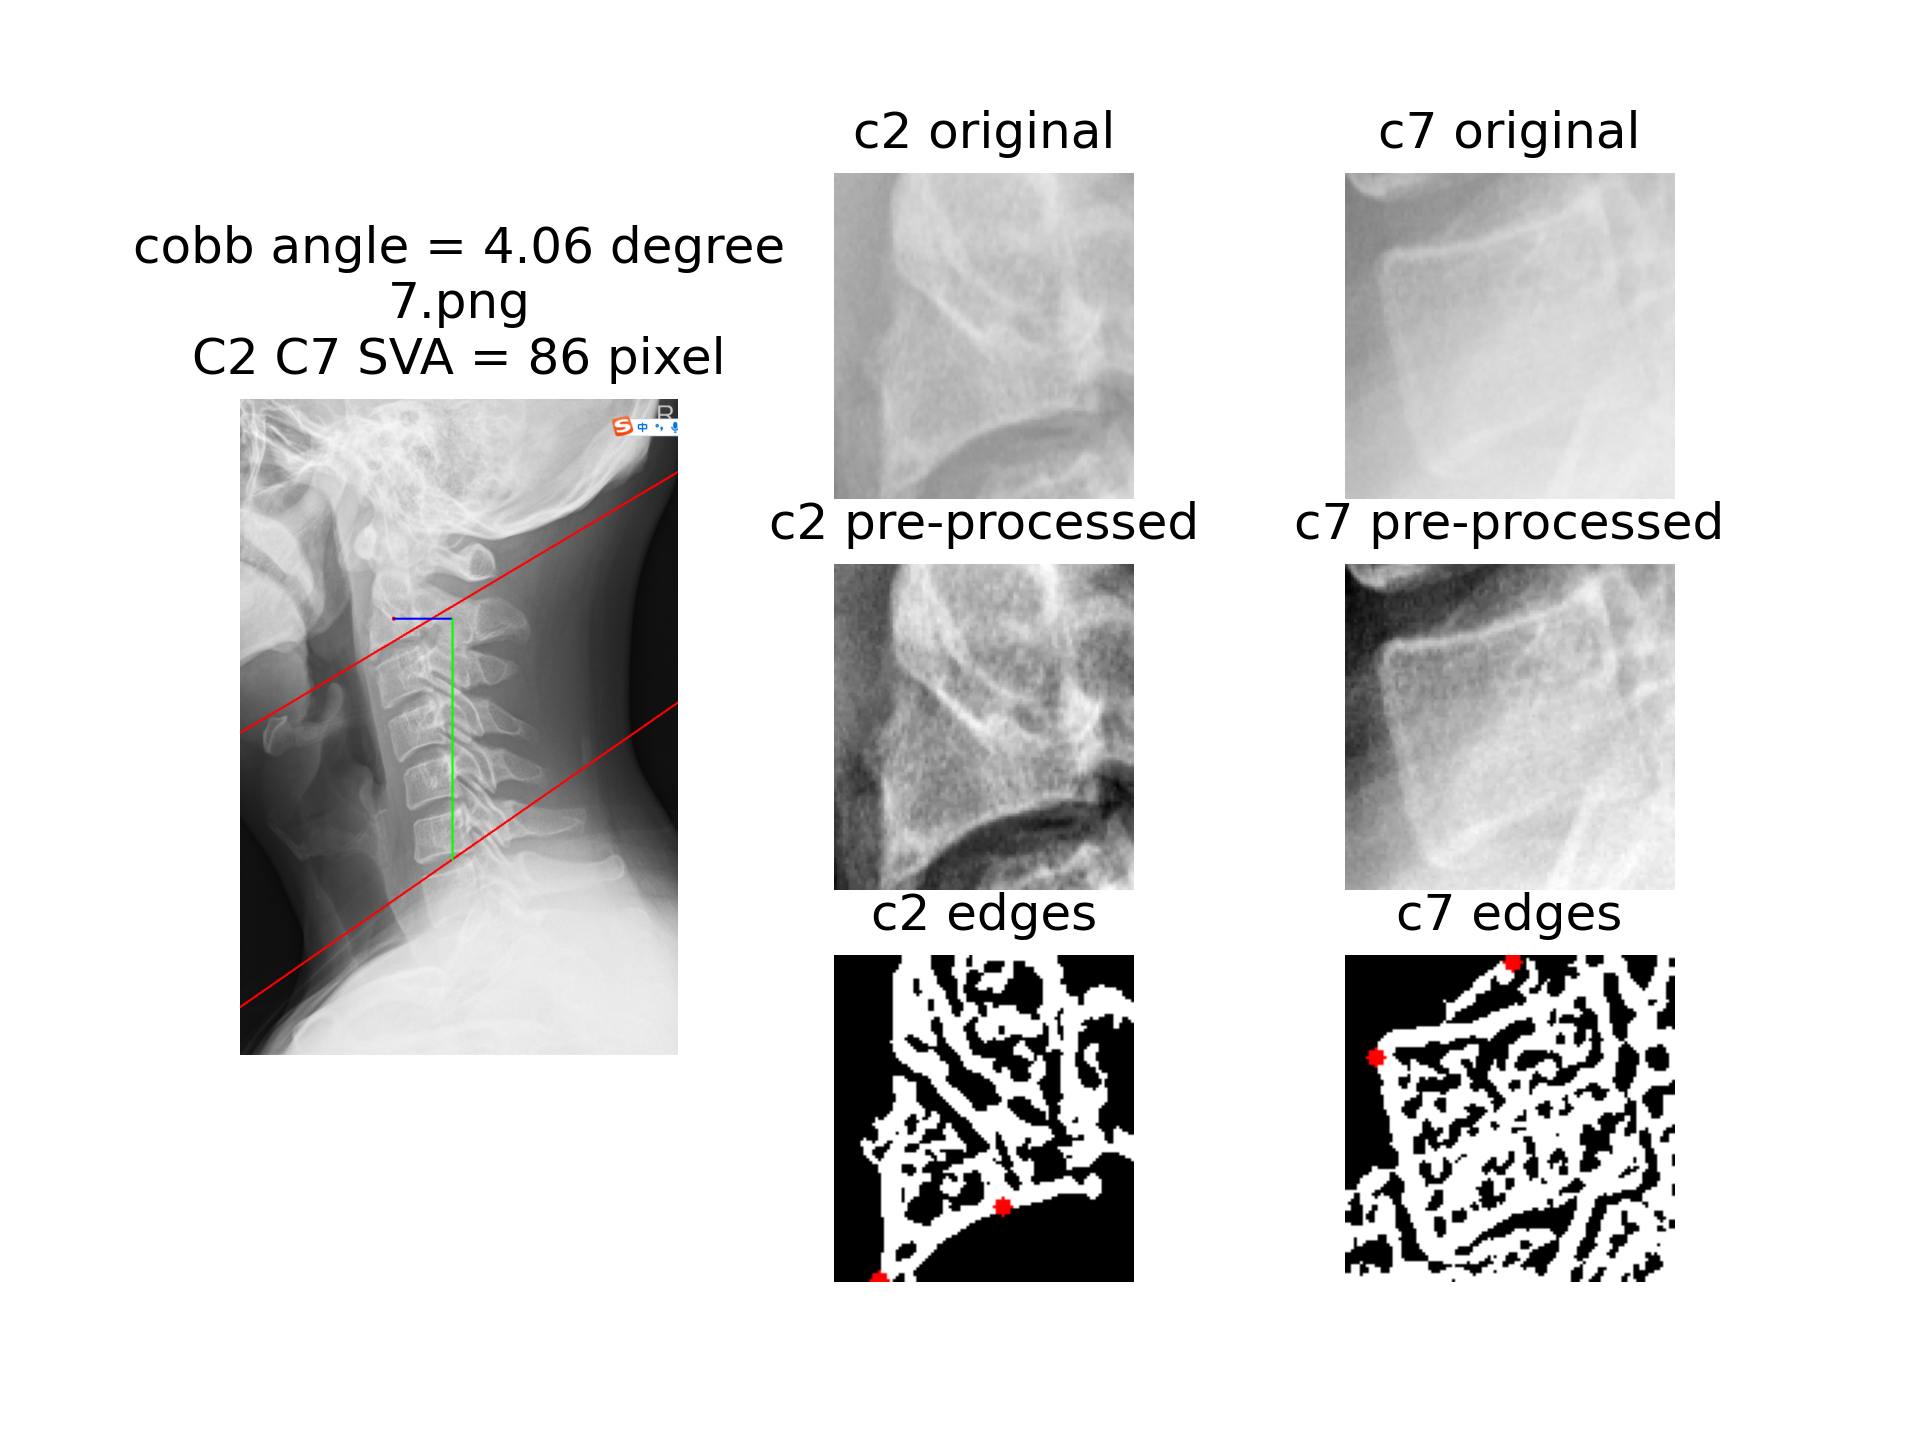 cobb angle = 4.06 degree
7.png
C2 C7 SVA = 86 pixel
R
S 中
c2 original
c7 original
c2 pre-processed
c7 pre-processed
c2 edges
c7 edges